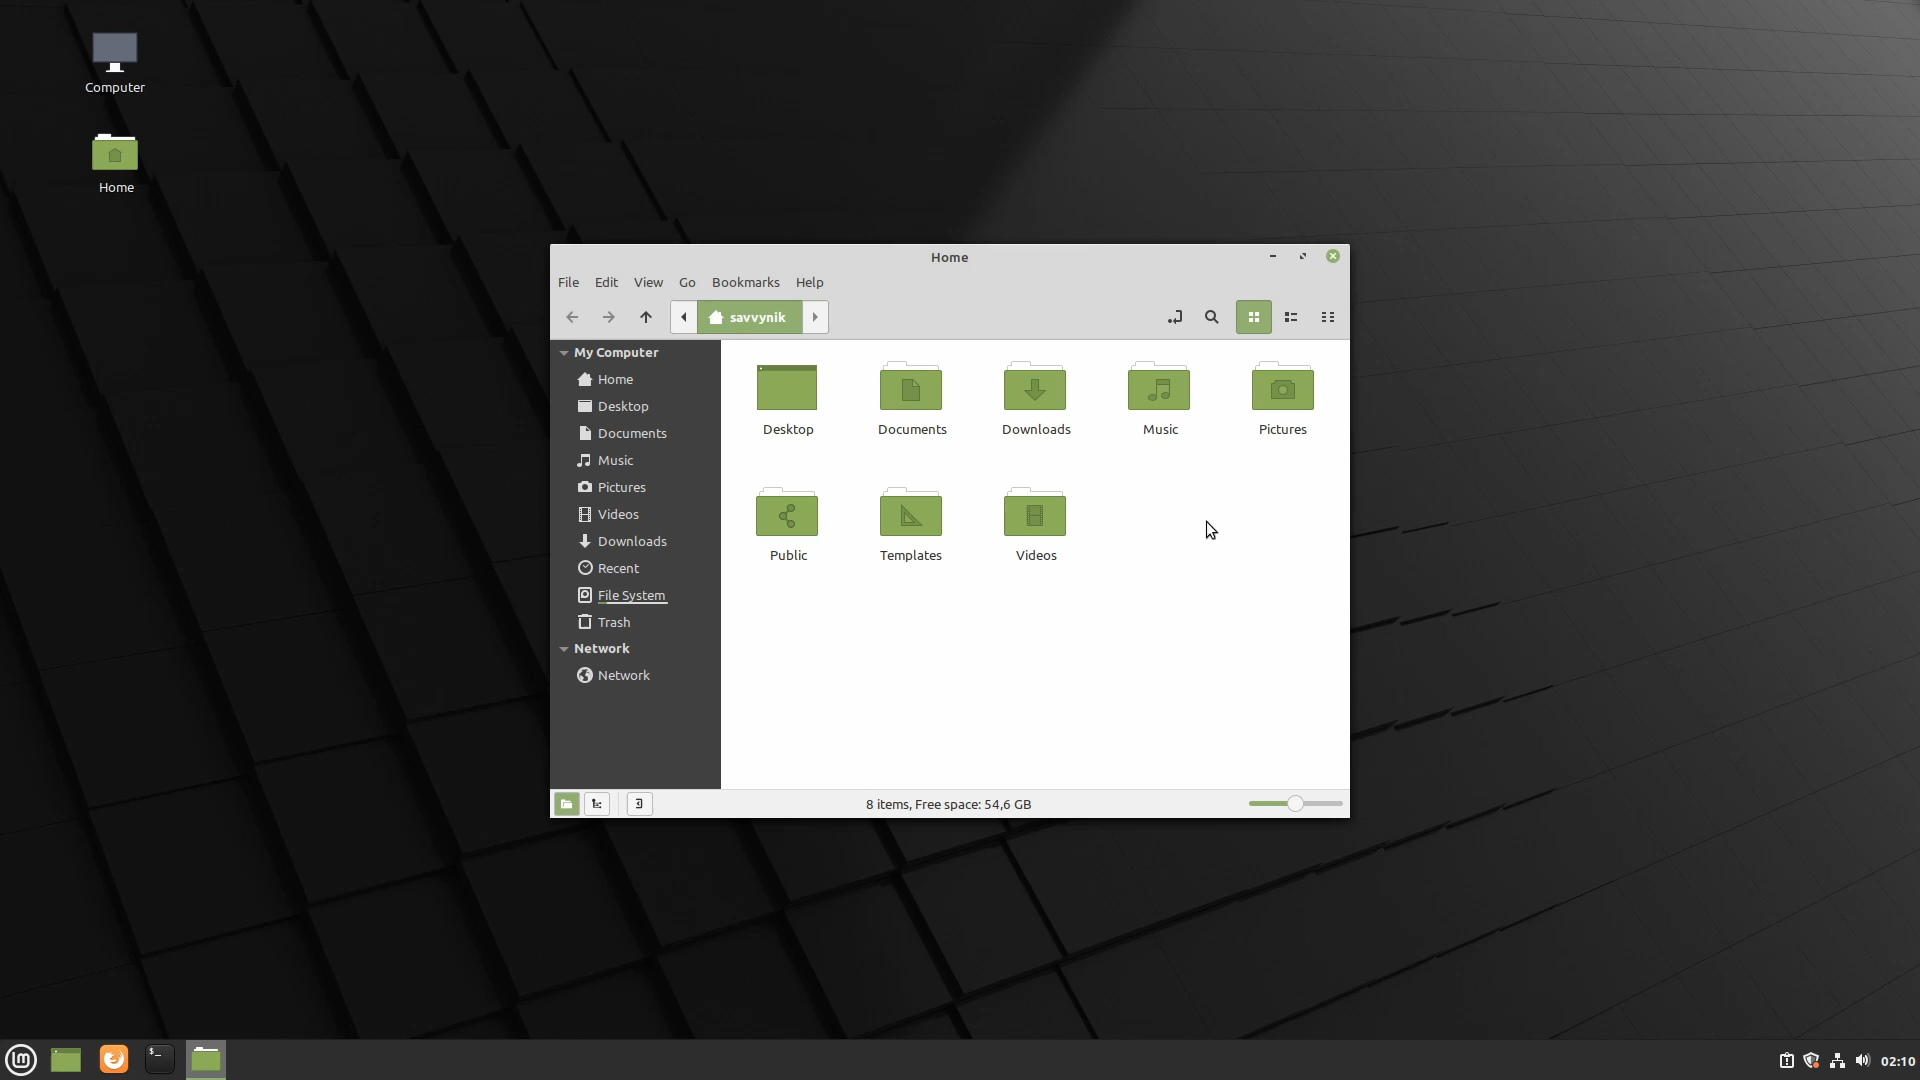 Computer
Home
Home
File Edit View Go Bookmarks Help
savvynik
My Computer
Home
Desktop
Documents
Music
Pictures
Videos
Downloads
Recent
File System
Trash
Network
Network
Desktop Documents Downloads Music Pictures
Public Templates Videos
8 items, Free space: 54,6 GB
lm
$_
02:10